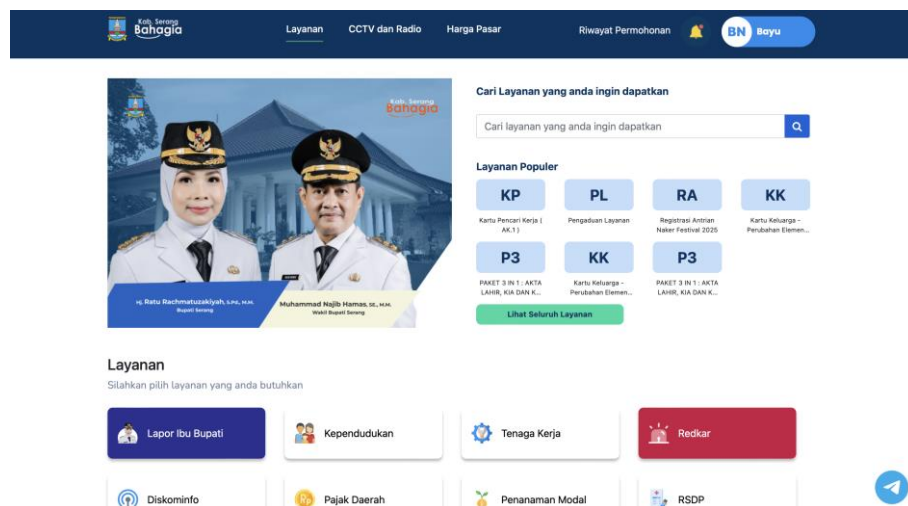 Kab. Serang
Bahagia
Layanan
CCTV dan Radio
Harga Pasar
Riwayat Permohonan
BN
Bayu
Kab. Serang
Bahagia
Hj. Ratu Rachmatuzakiyah, S.Pd., M.M.
Bupati Serang
Muhammad Najib Hamas, SE., M.M.
Wakil Bupati Serang
Cari Layanan yang anda ingin dapatkan
Cari layanan yang anda ingin dapatkan
Layanan Populer
KP
PL
RA
KK
Kartu Pencari Kerja (
AK.1 )
Pengaduan Layanan
Registrasi Antrian
Naker Festival 2025
Kartu Keluarga -
Perubahan Elemen...
P3
KK
P3
PAKET 3 IN 1 : AKTA
LAHIR, KIA DAN K...
Kartu Keluarga -
Perubahan Elemen...
PAKET 3 IN 1 : AKTA
LAHIR, KIA DAN K...
Lihat Seluruh Layanan
Layanan
Silahkan pilih layanan yang anda butuhkan
Lapor Ibu Bupati
Kependudukan
Tenaga Kerja
Redkar
Diskominfo
Pajak Daerah
Penanaman Modal
RSDP